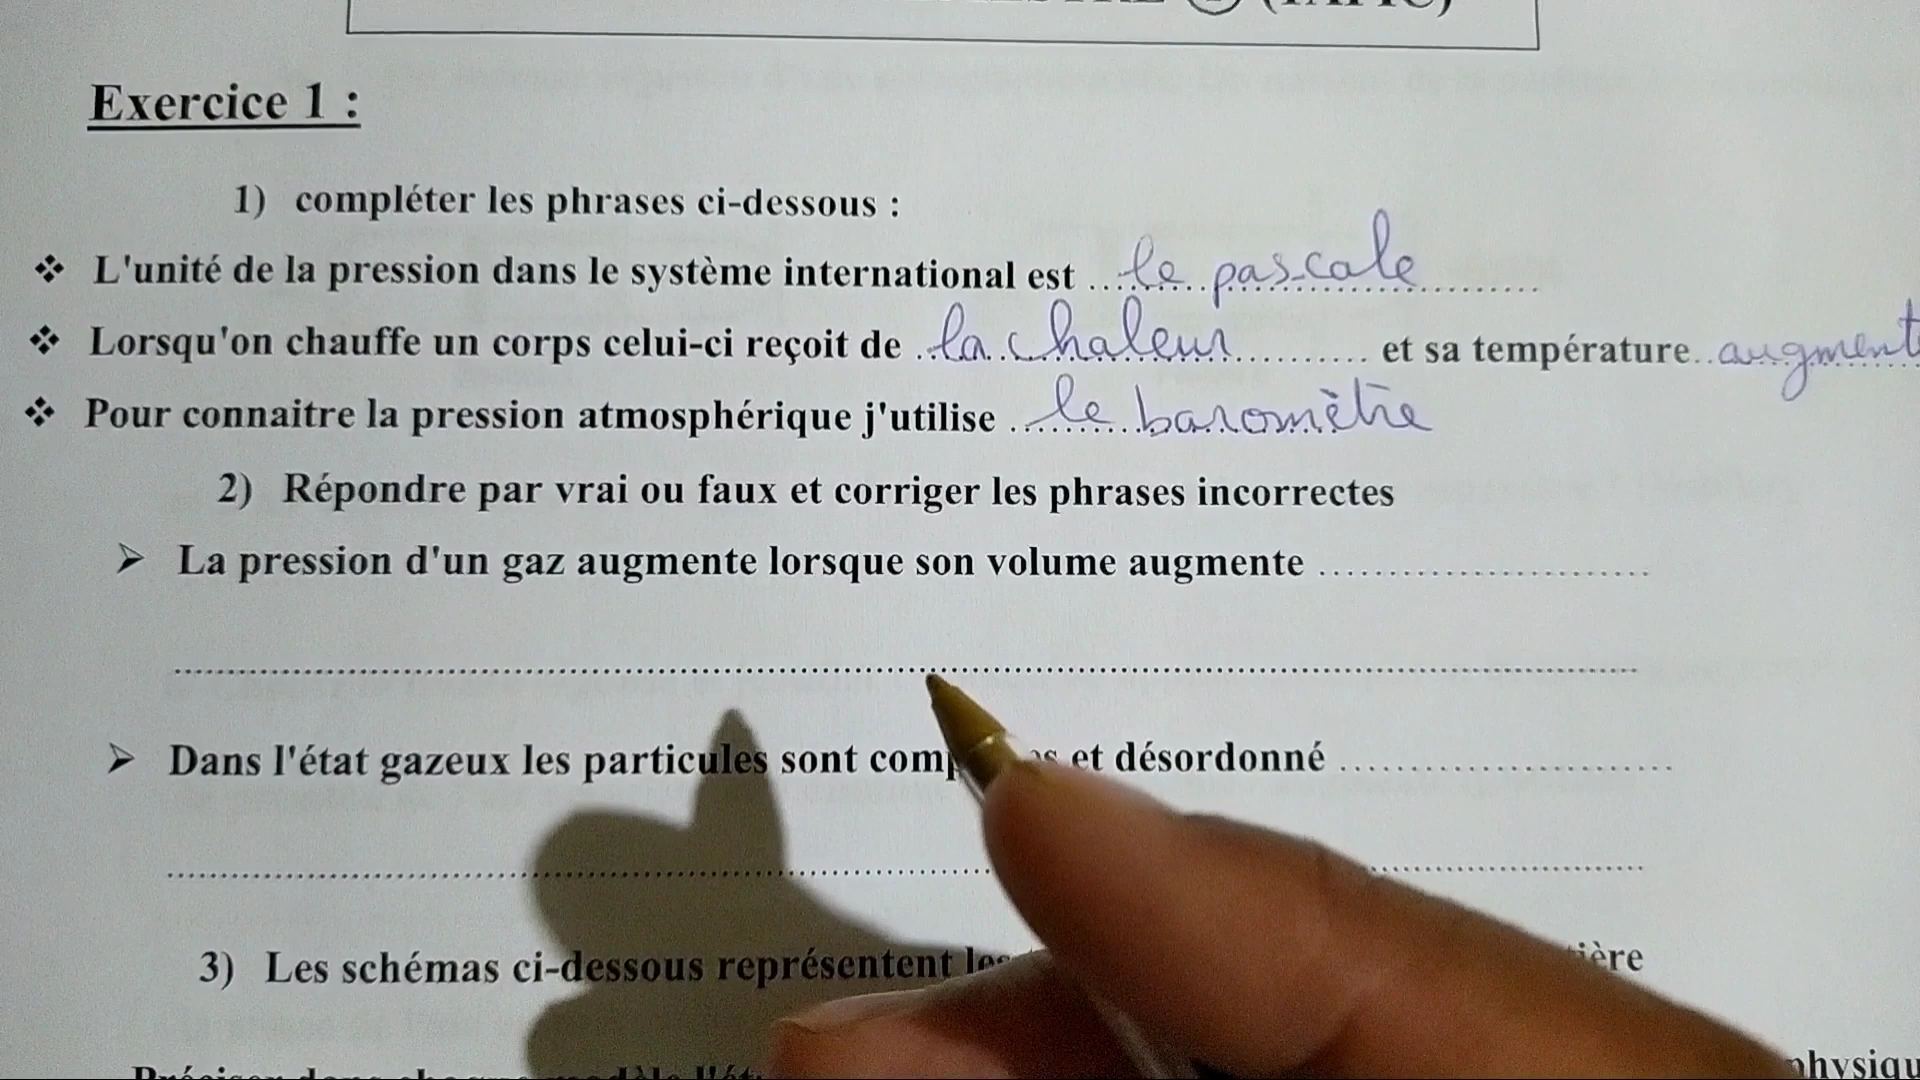 Exercice 1 :
1) compléter les phrases ci-dessous :
❖ L'unité de la pression dans le système international est ...le pascale...
❖ Lorsqu'on chauffe un corps celui-ci reçoit de ...la chaleur... et sa température...augment
❖ Pour connaitre la pression atmosphérique j'utilise ...le baromètre
2) Répondre par vrai ou faux et corriger les phrases incorrectes
➢ La pression d'un gaz augmente lorsque son volume augmente ........................
➢ Dans l'état gazeux les particules sont et désordonné ........................
3) Les schémas ci-dessous représentent